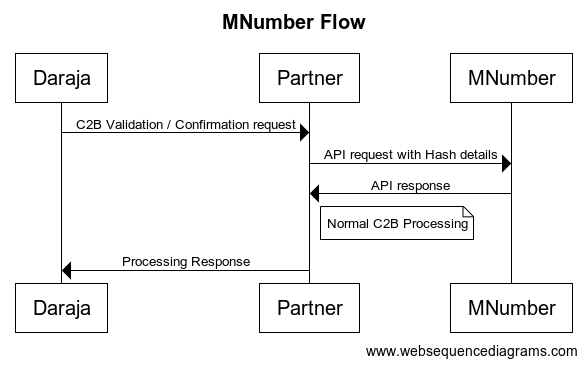 MNumber Flow
Daraja
Partner
MNumber
C2B Validation / Confirmation request
API request with Hash details
API response
Normal C2B Processing
Processing Response
Daraja
Partner
MNumber
www.websequencediagrams.com